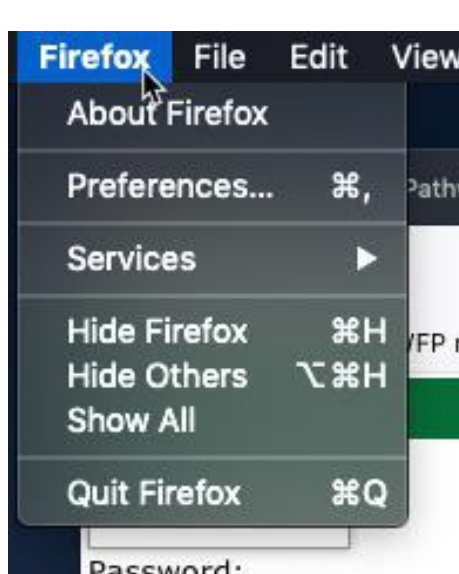 Firefox File Edit View
About Firefox
Preferences... ⌘,
Services ▶
Hide Firefox ⌘H
Hide Others ⌥⌘H
Show All
Quit Firefox ⌘Q
Password: